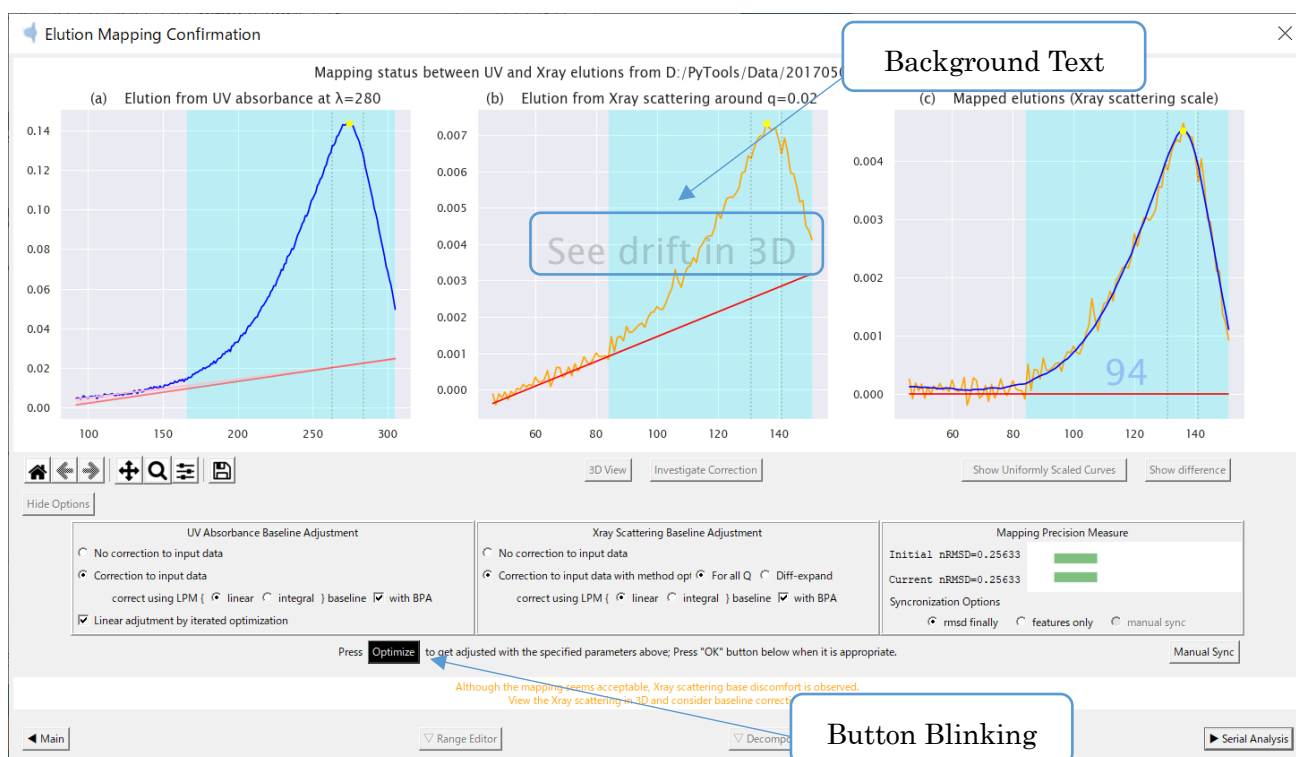 Elution Mapping Confirmation
Background Text
Mapping status between UV and Xray elutions from D:/PyTools/Data/2017050
(a) Elution from UV absorbance at λ=280
(b) Elution from Xray scattering around q=0.02
(c) Mapped elutions (Xray scattering scale)
0.14
0.12
0.10
0.08
0.06
0.04
0.02
0.00
100 150 200 250 300
0.007
0.006
0.005
0.004
0.003
0.002
0.001
0.000
60 80 100 120 140
See drift in 3D
0.004
0.003
0.002
0.001
0.000
60 80 100 120 140
94
3D View Investigate Correction Show Uniformly Scaled Curves Show difference
Hide Options
UV Absorbance Baseline Adjustment
No correction to input data
Correction to input data
correct using LPM { linear integral } baseline with BPA
Linear adjutment by iterated optimization
Xray Scattering Baseline Adjustment
No correction to input data
Correction to input data with method opt For all Q Diff-expand
correct using LPM { linear integral } baseline with BPA
Mapping Precision Measure
Initial nRMSD=0.25633
Current nRMSD=0.25633
Syncronization Options
rmsd finally features only manual sync
Press Optimize to get adjusted with the specified parameters above; Press "OK" button below when it is appropriate. Manual Sync
Although the mapping seems acceptable, Xray scattering base discomfort is observed.
View the Xray scattering in 3D and consider baseline correcti
Button Blinking
◀ Main ▽ Range Editor ▽ Decompo ▶ Serial Analysis